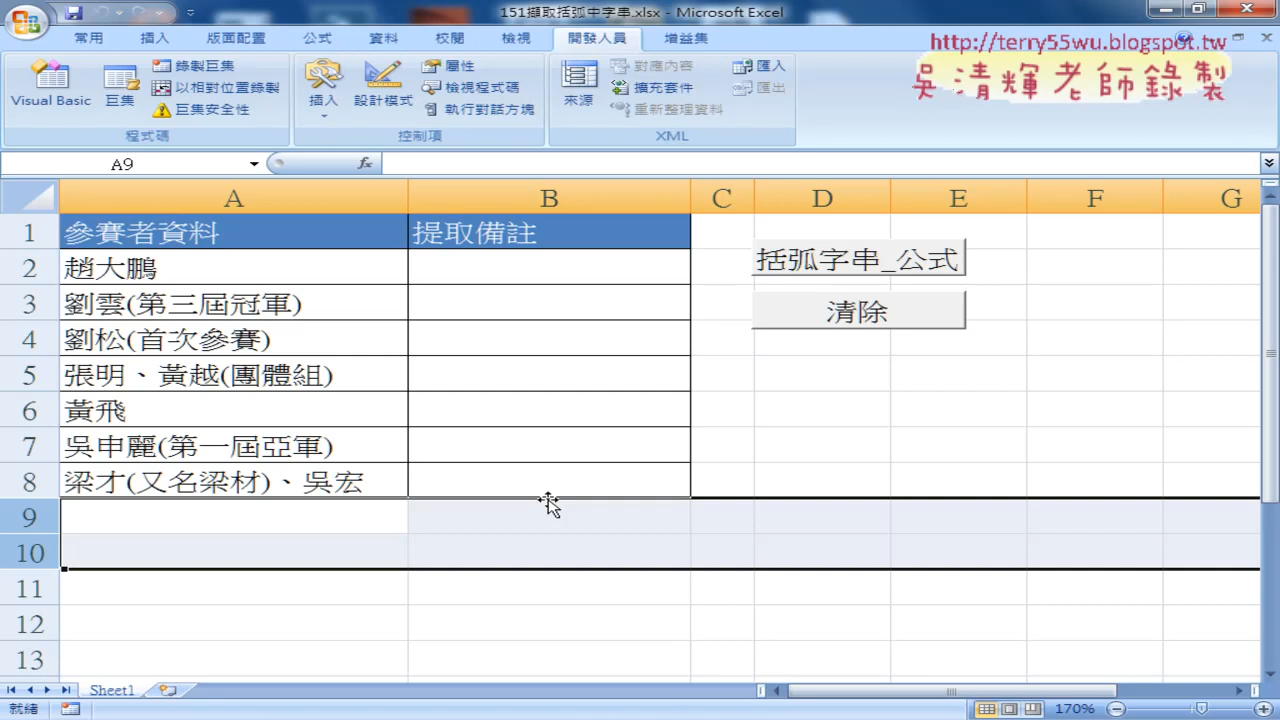 151擷取括弧中字串.xlsx - Microsoft Excel
常用 插入 版面配置 公式 資料 校閱 檢視 開發人員 增益集
http://terry55wu.blogspot.tw
吳清輝老師錄製
Visual Basic
巨集
錄製巨集
以相對位置錄製
巨集安全性
程式碼
插入
設計模式
屬性
檢視程式碼
執行對話方塊
控制項
來源
對應內容
擴充套件
重新整理資料
匯入
匯出
XML
A9
fx
A B C D E F G
1 參賽者資料 提取備註
2 趙大鵬
3 劉雲(第三屆冠軍)
4 劉松(首次參賽)
5 張明、黃越(團體組)
6 黃飛
7 吳申麗(第一屆亞軍)
8 梁才(又名梁材)、吳宏
9
10
11
12
13
括弧字串_公式
清除
Sheet1
就緒
170%